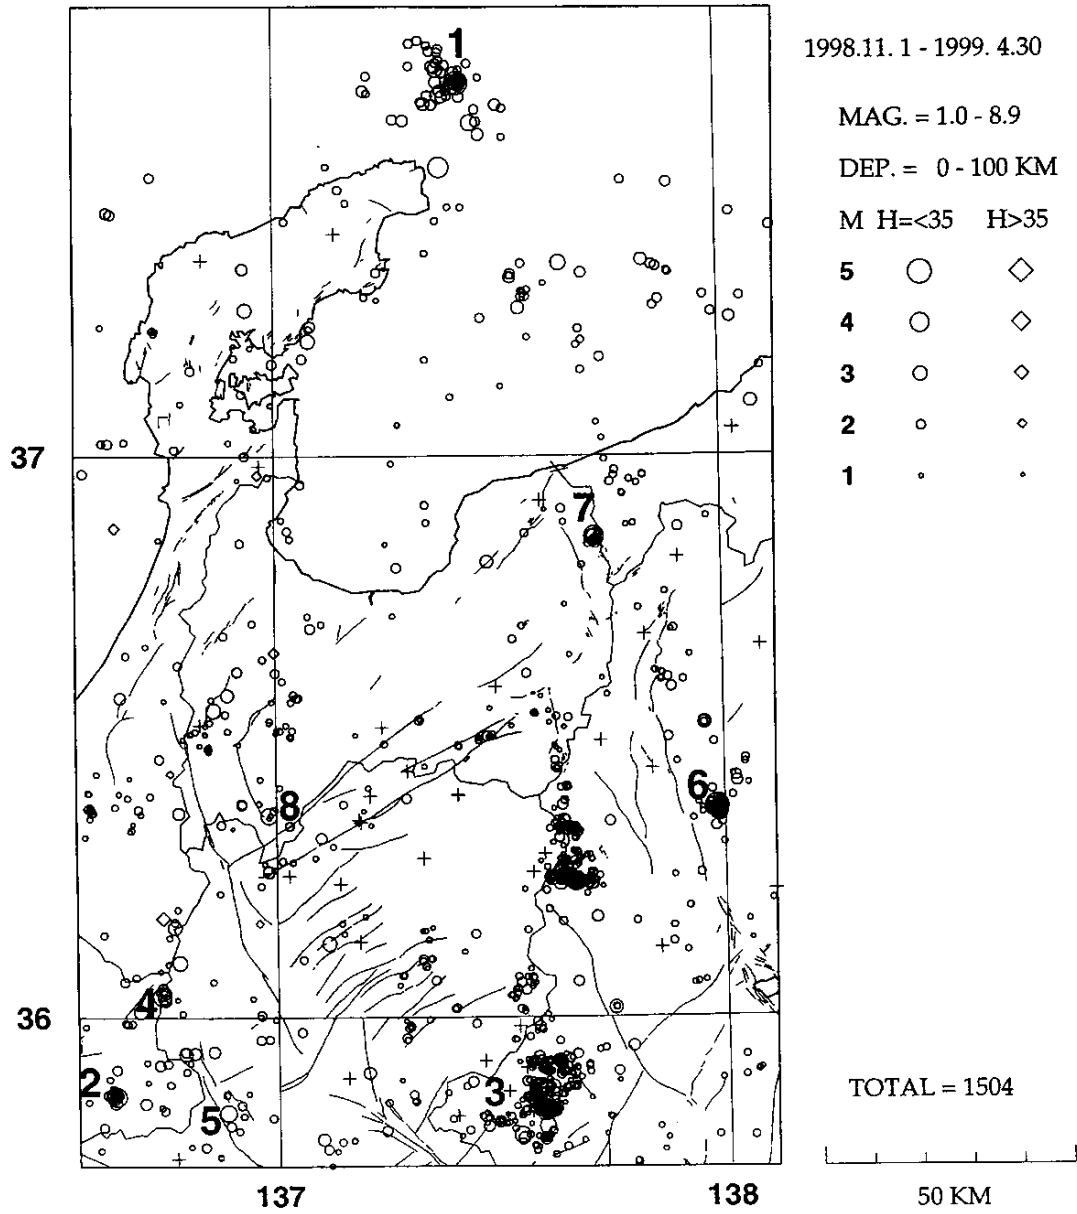 1
1998.11. 1 - 1999. 4.30
MAG. = 1.0 - 8.9
DEP. = 0 - 100 KM
M H=<35 H>35
5
4
3
2
1
37
7
6
8
4
36
2
3
5
TOTAL = 1504
137
138
50 KM